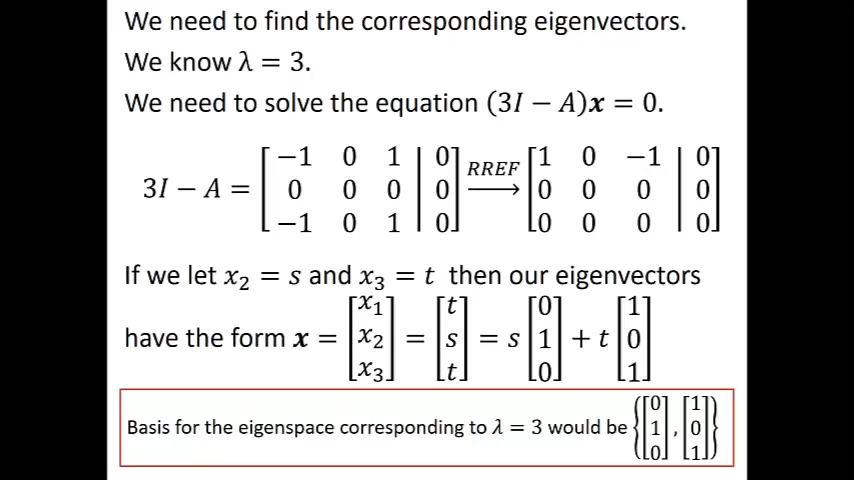 We need to find the corresponding eigenvectors.
We know λ = 3.
We need to solve the equation (3I − A)x = 0.
3I − A = [−1 0 1 | 0; 0 0 0 | 0; −1 0 1 | 0] RREF → [1 0 −1 | 0; 0 0 0 | 0; 0 0 0 | 0]
If we let x₂ = s and x₃ = t then our eigenvectors
have the form x = [x₁; x₂; x₃] = [t; s; t] = s [0; 1; 0] + t [1; 0; 1]
Basis for the eigenspace corresponding to λ = 3 would be {[0; 1; 0], [1; 0; 1]}